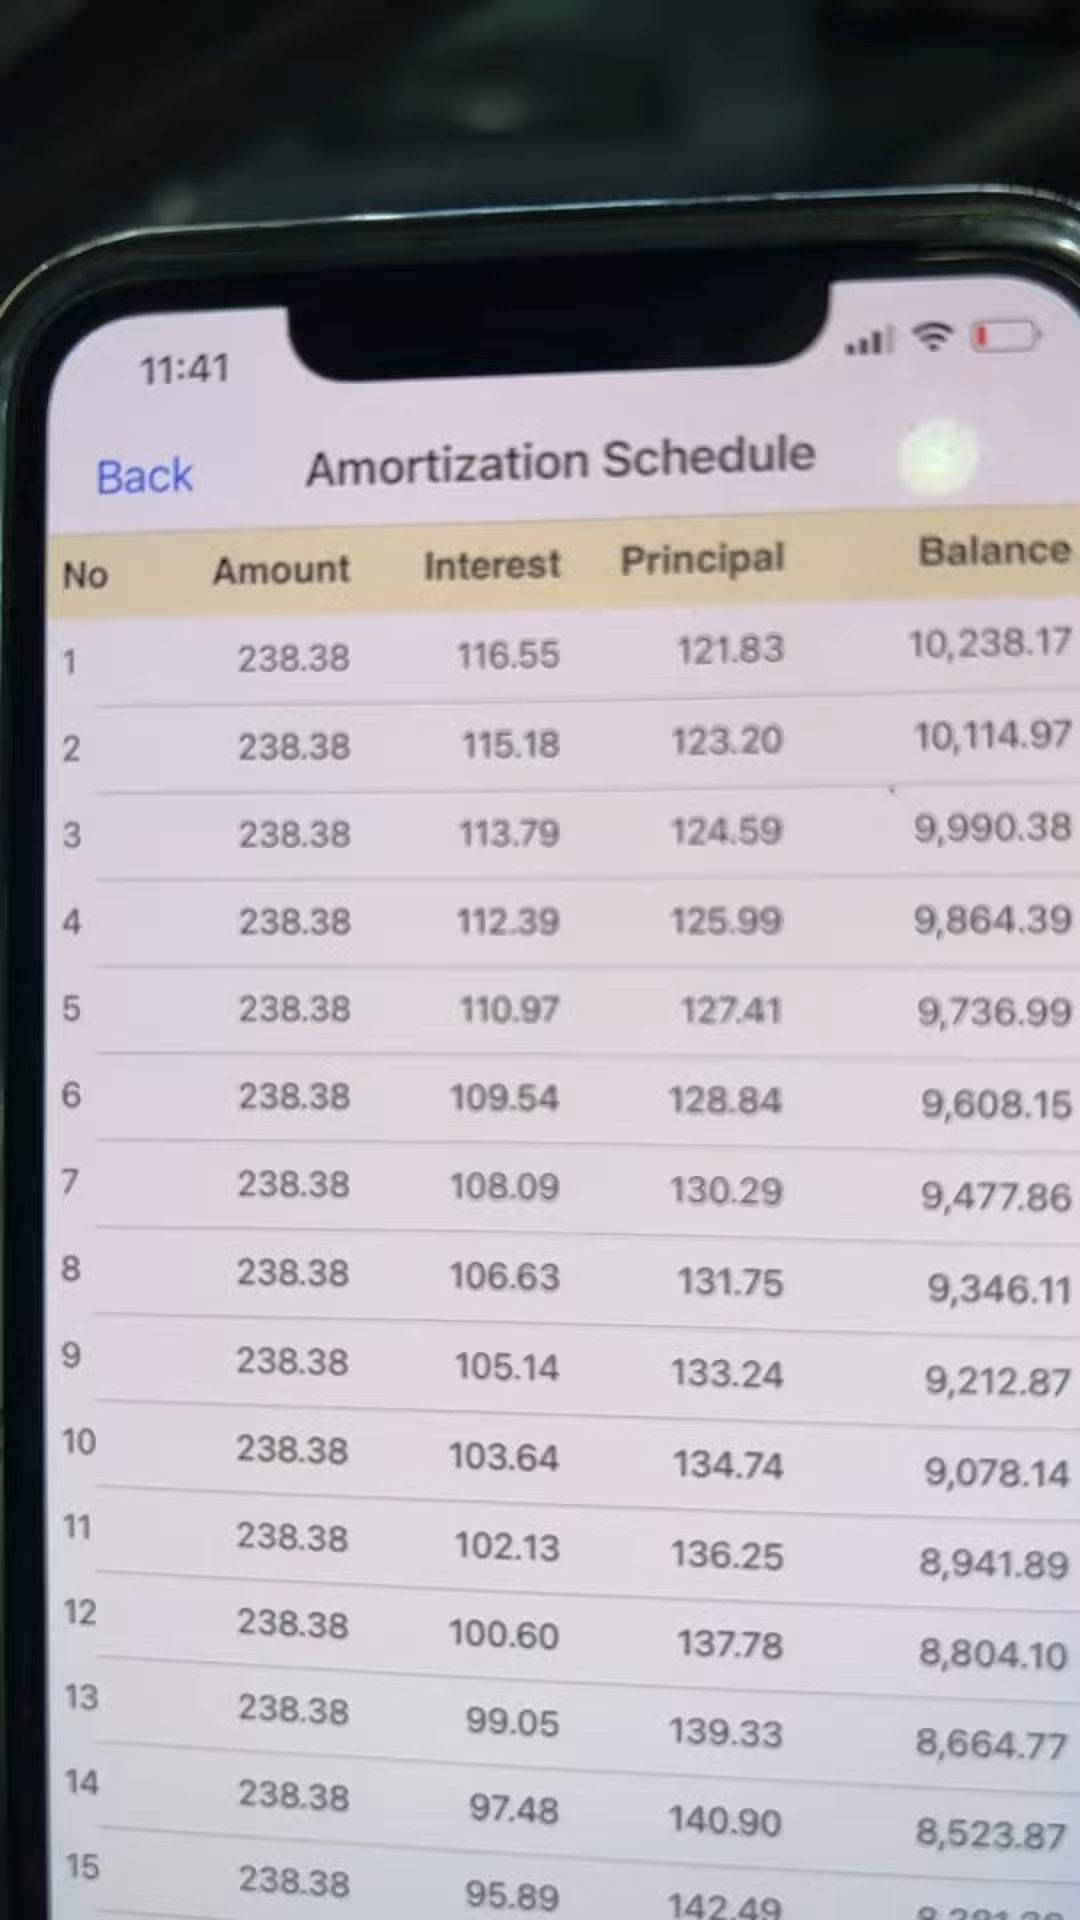 11:41
Back Amortization Schedule
No Amount Interest Principal Balance
1 238.38 116.55 121.83 10,238.17
2 238.38 115.18 123.20 10,114.97
3 238.38 113.79 124.59 9,990.38
4 238.38 112.39 125.99 9,864.39
5 238.38 110.97 127.41 9,736.99
6 238.38 109.54 128.84 9,608.15
7 238.38 108.09 130.29 9,477.86
8 238.38 106.63 131.75 9,346.11
9 238.38 105.14 133.24 9,212.87
10 238.38 103.64 134.74 9,078.14
11 238.38 102.13 136.25 8,941.89
12 238.38 100.60 137.78 8,804.10
13 238.38 99.05 139.33 8,664.77
14 238.38 97.48 140.90 8,523.87
15 238.38 95.89 142.49